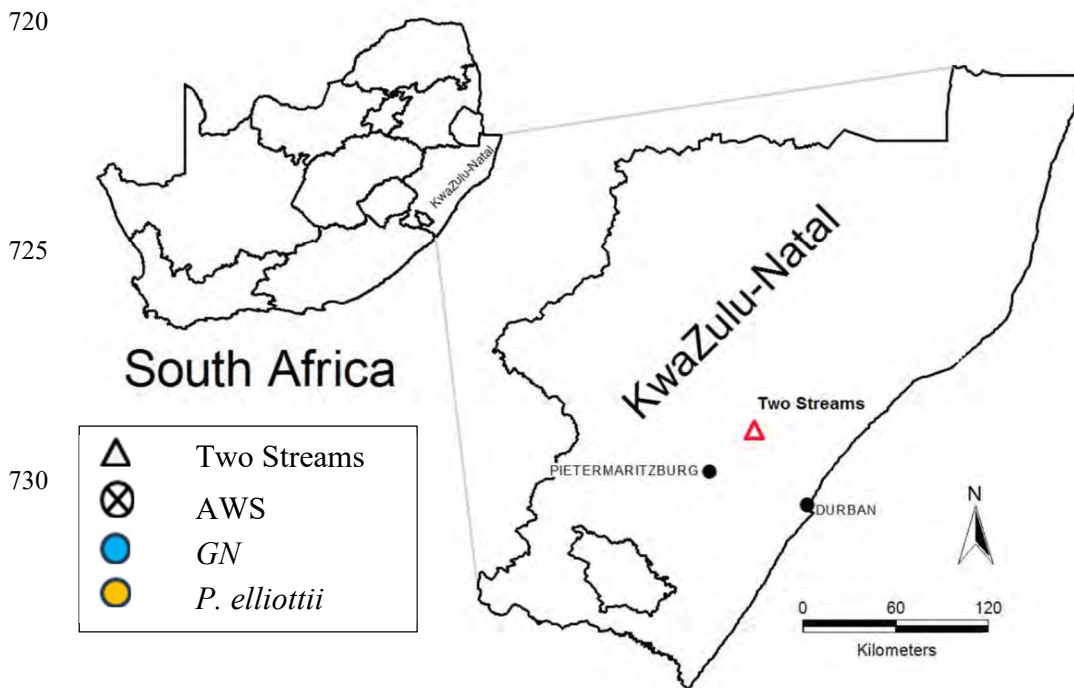 720
KwaZulu-Natal
725
South Africa
KwaZulu-Natal
Two Streams
Two Streams
AWS
GN
P. elliottii
730
PIETERMARITZBURG
DURBAN
N
0 60 120
Kilometers